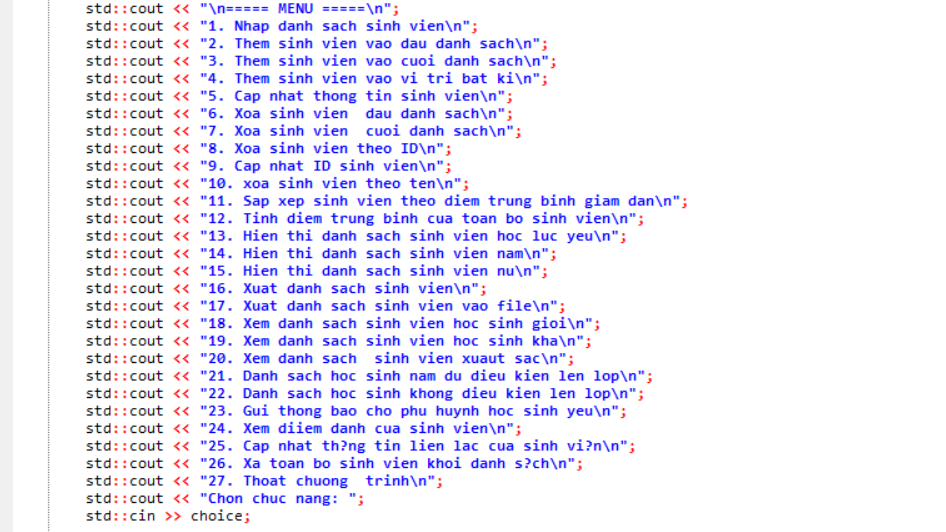 std::cout << "\n===== MENU =====\n";
std::cout << "1. Nhap danh sach sinh vien\n";
std::cout << "2. Them sinh vien vao dau danh sach\n";
std::cout << "3. Them sinh vien vao cuoi danh sach\n";
std::cout << "4. Them sinh vien vao vi tri bat ki\n";
std::cout << "5. Cap nhat thong tin sinh vien\n";
std::cout << "6. Xoa sinh vien  dau danh sach\n";
std::cout << "7. Xoa sinh vien  cuoi danh sach\n";
std::cout << "8. Xoa sinh vien theo ID\n";
std::cout << "9. Cap nhat ID sinh vien\n";
std::cout << "10. xoa sinh vien theo ten\n";
std::cout << "11. Sap xep sinh vien theo diem trung binh giam dan\n";
std::cout << "12. Tinh diem trung binh cua toan bo sinh vien\n";
std::cout << "13. Hien thi danh sach sinh vien hoc luc yeu\n";
std::cout << "14. Hien thi danh sach sinh vien nam\n";
std::cout << "15. Hien thi danh sach sinh vien nu\n";
std::cout << "16. Xuat danh sach sinh vien\n";
std::cout << "17. Xuat danh sach sinh vien vao file\n";
std::cout << "18. Xem danh sach sinh vien hoc sinh gioi\n";
std::cout << "19. Xem danh sach sinh vien hoc sinh kha\n";
std::cout << "20. Xem danh sach  sinh vien xuaut sac\n";
std::cout << "21. Danh sach hoc sinh nam du dieu kien len lop\n";
std::cout << "22. Danh sach hoc sinh khong dieu kien len lop\n";
std::cout << "23. Gui thong bao cho phu huynh hoc sinh yeu\n";
std::cout << "24. Xem diiem danh cua sinh vien\n";
std::cout << "25. Cap nhat th?ng tin lien lac cua sinh vi?n\n";
std::cout << "26. Xa toan bo sinh vien khoi danh s?ch\n";
std::cout << "27. Thoat chuong  trinh\n";
std::cout << "Chon chuc nang: ";
std::cin >> choice;